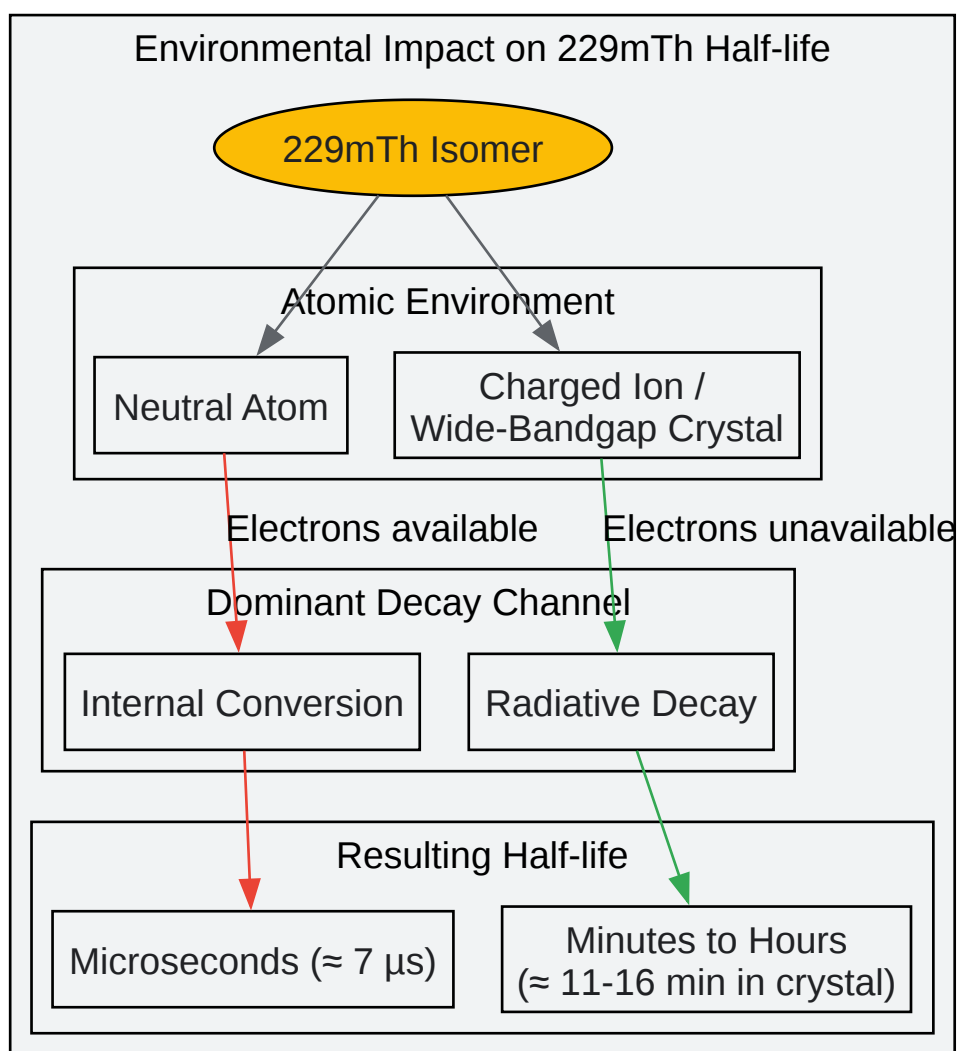 Environmental Impact on 229mTh Half-life
229mTh Isomer
Atomic Environment
Neutral Atom
Charged Ion /
Wide-Bandgap Crystal
Electrons available
Electrons unavailable
Dominant Decay Channel
Internal Conversion
Radiative Decay
Resulting Half-life
Microseconds (≈ 7 µs)
Minutes to Hours
(≈ 11-16 min in crystal)